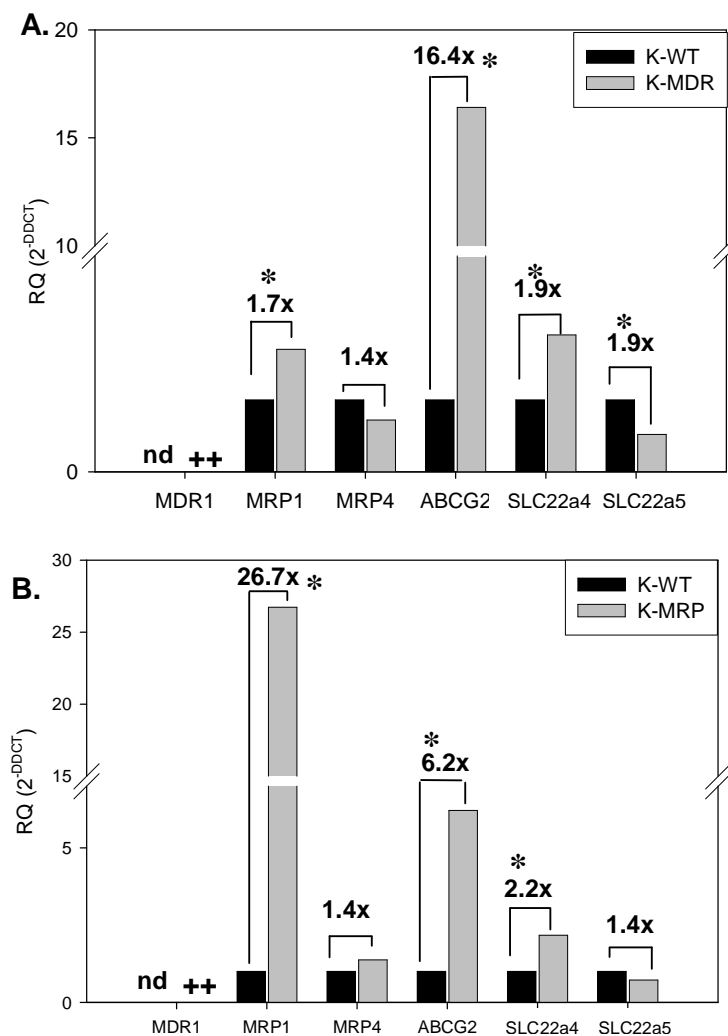 A.
20
15
10
0
RQ (2-DDCT)
K-WT
K-MDR
16.4x *
*
1.7x
1.4x
*
1.9x
*
1.9x
nd ++
MDR1 MRP1 MRP4 ABCG2 SLC22a4 SLC22a5
B.
30
25
20
15
5
0
RQ (2-DDCT)
K-WT
K-MRP
26.7x *
*
6.2x
1.4x
*
2.2x
1.4x
nd ++
MDR1 MRP1 MRP4 ABCG2 SLC22a4 SLC22a5